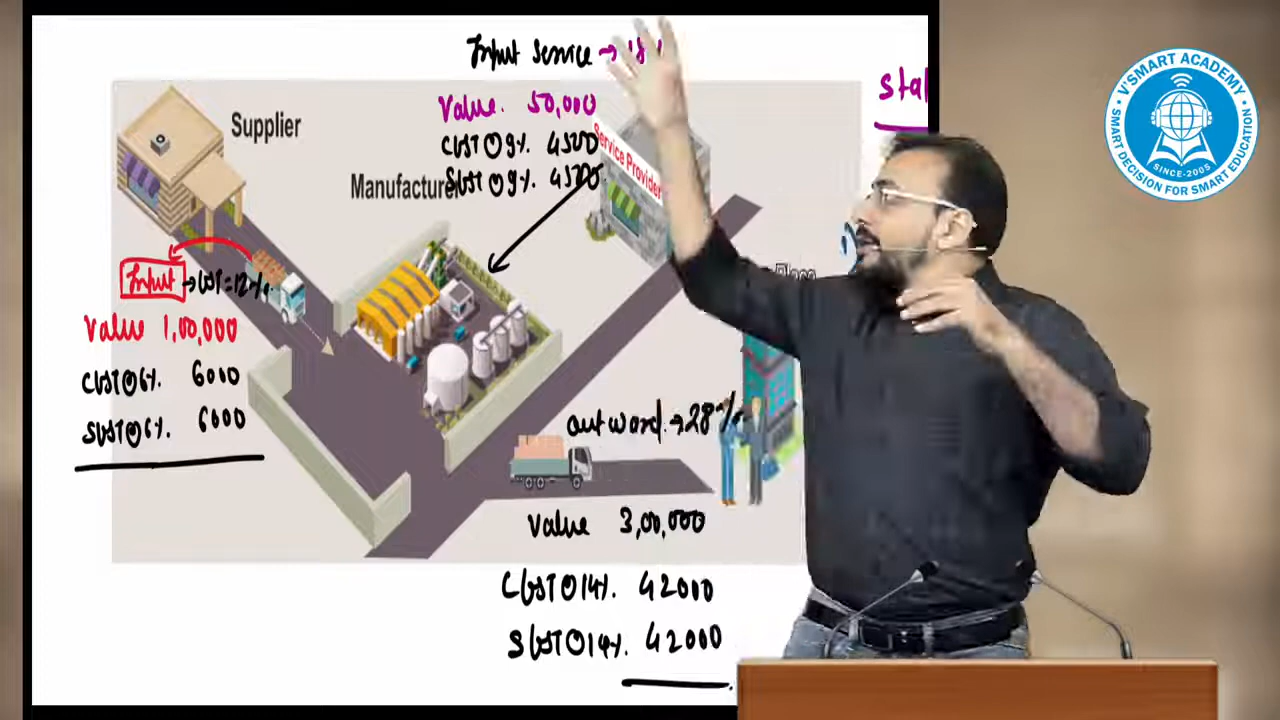 Input Service → 18%
Value 50,000
CGST@9%. 4500
SGST@9%. 4500
Supplier
Manufacturer
Service Provider
Input → GST = 12%
Value 1,00,000
CGST@6%. 6000
SGST@6%. 6000
outward → 28%
Value 3,00,000
CGST@14%. 42000
SGST@14%. 42000
V'SMART ACADEMY
SMART DECISION FOR SMART EDUCATION
SINCE-2005